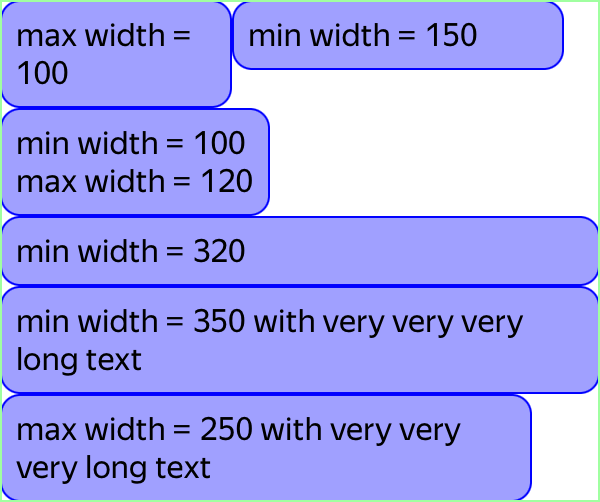 max width =
100
min width = 150
min width = 100
max width = 120
min width = 320
min width = 350 with very very very
long text
max width = 250 with very very
very long text